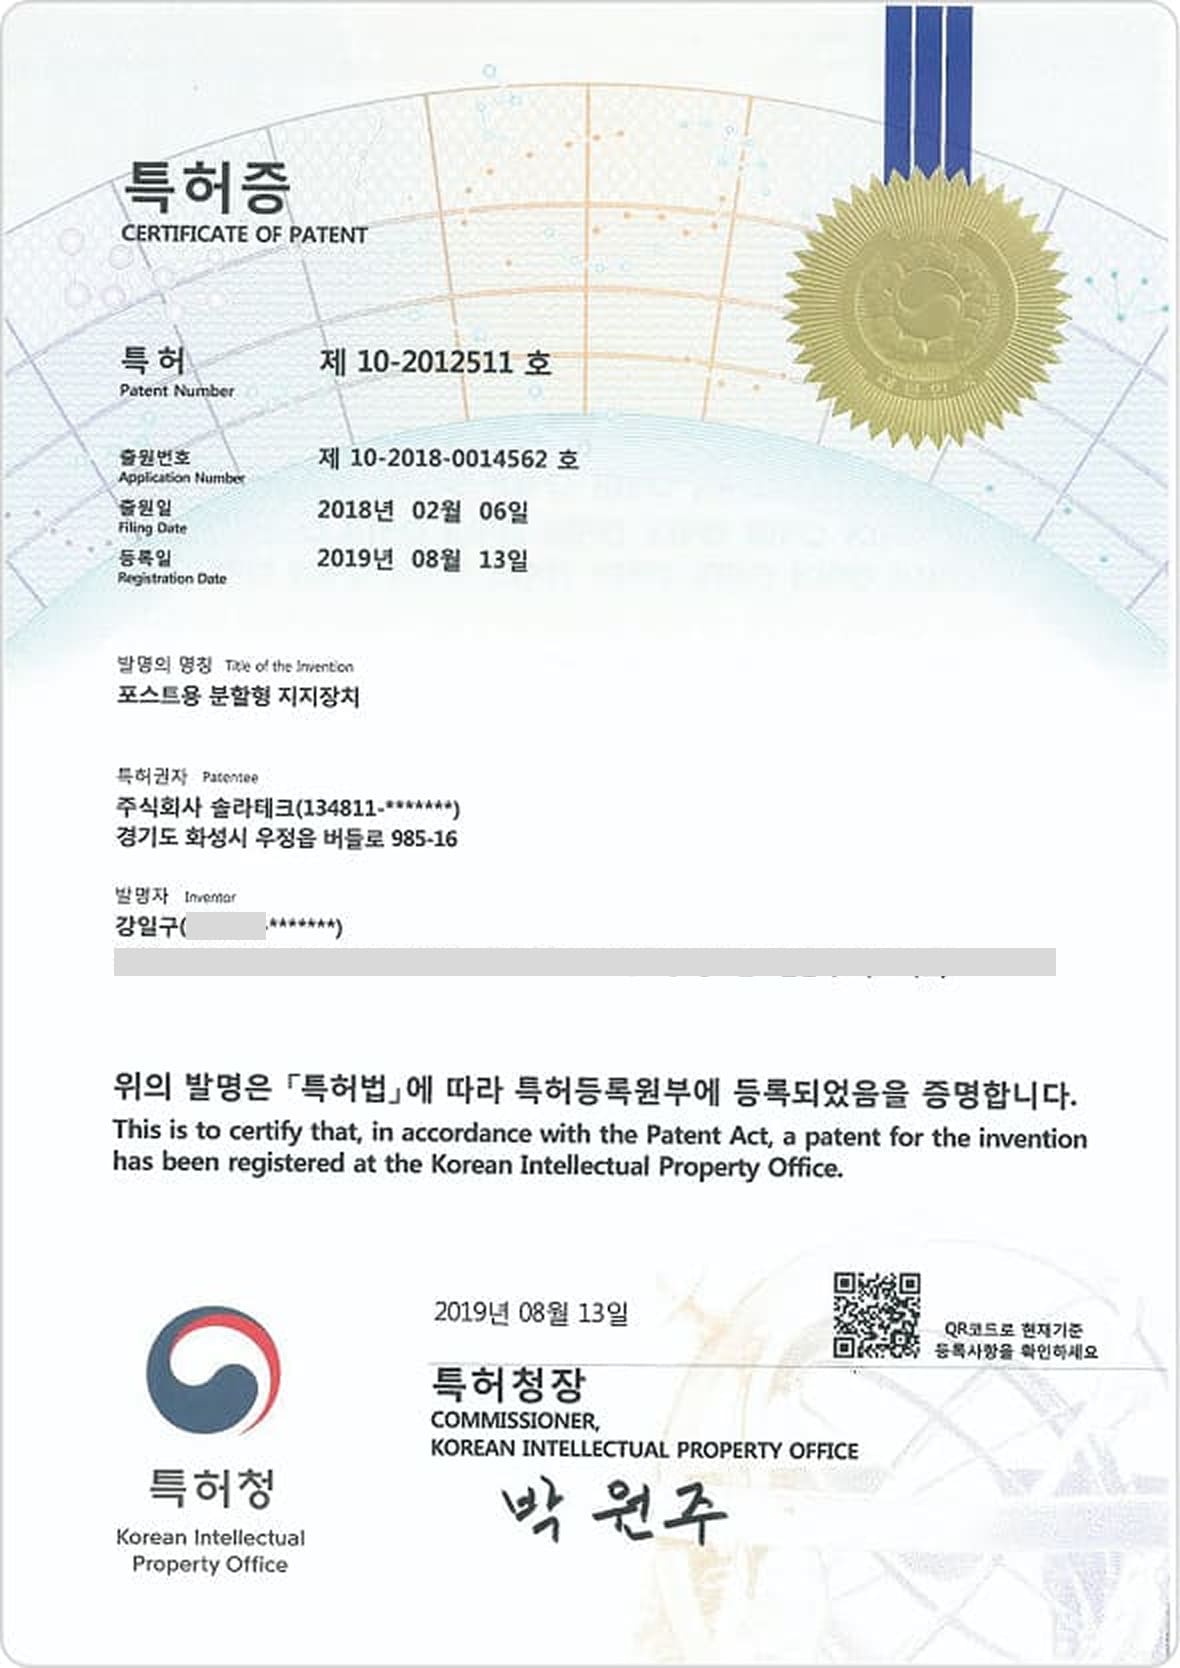 특허증
CERTIFICATE OF PATENT
특 허 제 10-2012511 호
Patent Number
출원번호 제 10-2018-0014562 호
Application Number
출원일 2018년 02월 06일
Filing Date
등록일 2019년 08월 13일
Registration Date
발명의 명칭 Title of the Invention
포스트용 분할형 지지장치
특허권자 Patentee
주식회사 솔라테크(134811-*******)
경기도 화성시 우정읍 버들로 985-16
발명자 Inventor
강일구( -*******)
위의 발명은 「특허법」에 따라 특허등록원부에 등록되었음을 증명합니다.
This is to certify that, in accordance with the Patent Act, a patent for the invention
has been registered at the Korean Intellectual Property Office.
2019년 08월 13일
QR코드로 현재기준
등록사항을 확인하세요
특허청장
COMMISSIONER,
KOREAN INTELLECTUAL PROPERTY OFFICE
박 원 주
특허청
Korean Intellectual
Property Office